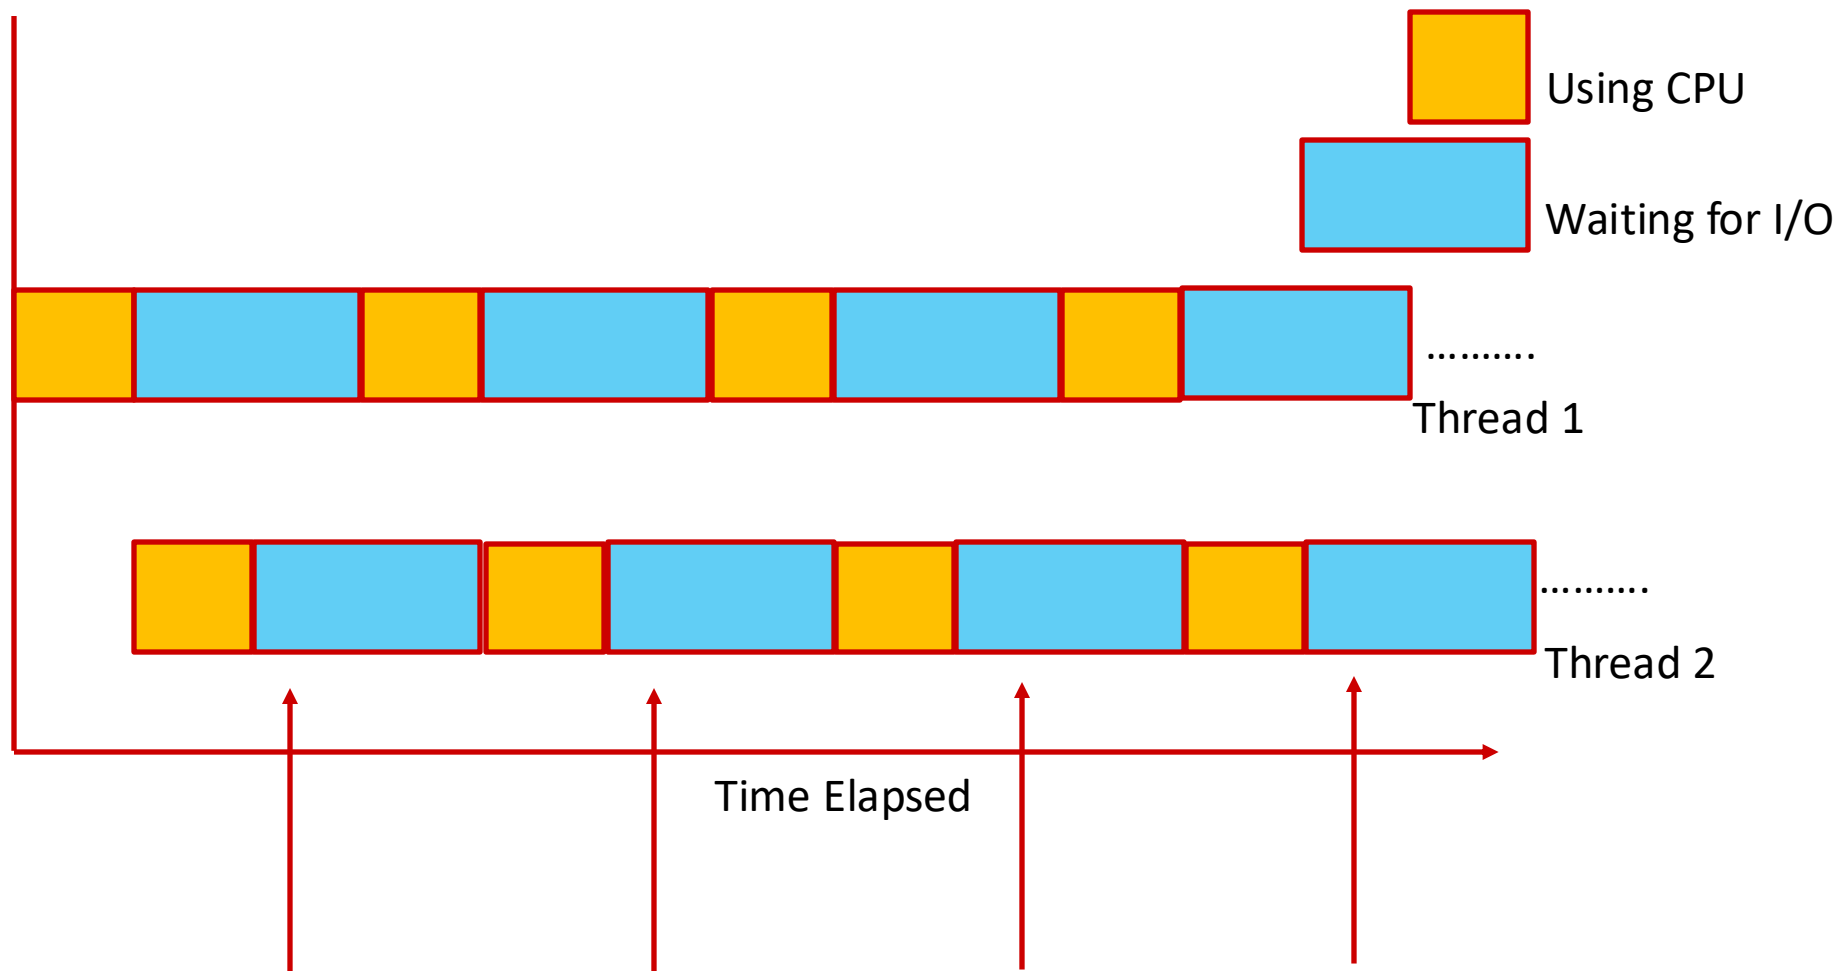 Using CPU
Waiting for I/O
..........
Thread 1
..........
Thread 2
Time Elapsed